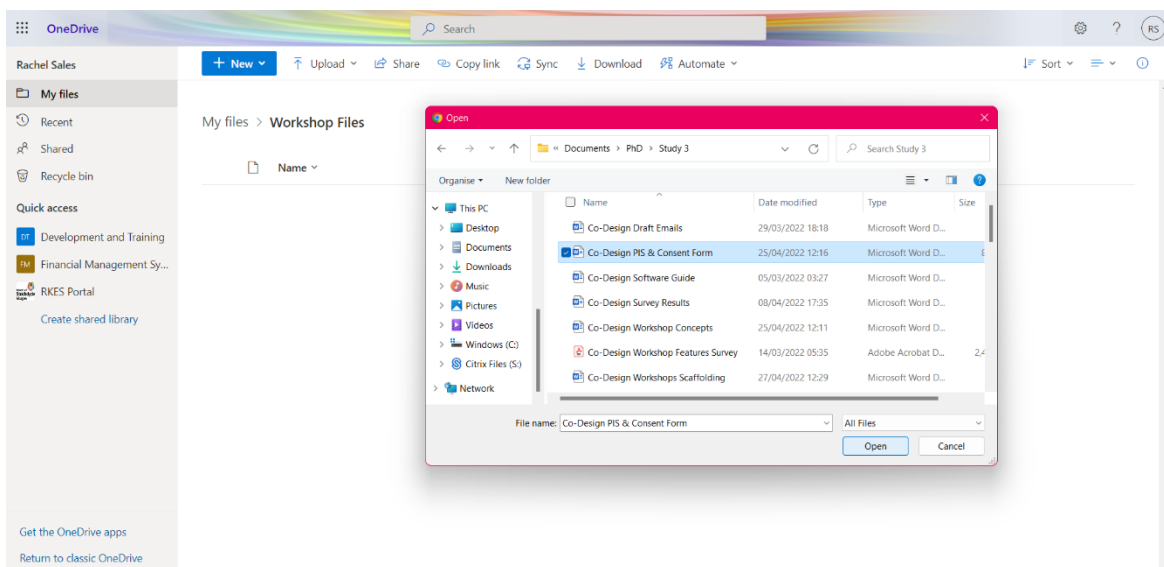 OneDrive
Search
RS
Rachel Sales
New
Upload
Share
Copy link
Sync
Download
Automate
Sort
My files
Recent
Shared
Recycle bin
Quick access
DT Development and Training
FM Financial Management Sy...
RKES Portal
Create shared library
Get the OneDrive apps
Return to classic OneDrive
My files > Workshop Files
Name
Open
« Documents > PhD > Study 3
Search Study 3
Organise
New folder
This PC
Desktop
Documents
Downloads
Music
Pictures
Videos
Windows (C:)
Citrix Files (S:)
Network
Name Date modified Type Size
Co-Design Draft Emails 29/03/2022 18:18 Microsoft Word D...
Co-Design PIS & Consent Form 25/04/2022 12:16 Microsoft Word D...
Co-Design Software Guide 05/03/2022 03:27 Microsoft Word D...
Co-Design Survey Results 08/04/2022 17:35 Microsoft Word D...
Co-Design Workshop Concepts 25/04/2022 12:11 Microsoft Word D...
Co-Design Workshop Features Survey 14/03/2022 05:35 Adobe Acrobat D... 2,4
Co-Design Workshops Scaffolding 27/04/2022 12:29 Microsoft Word D...
File name: Co-Design PIS & Consent Form
All Files
Open
Cancel